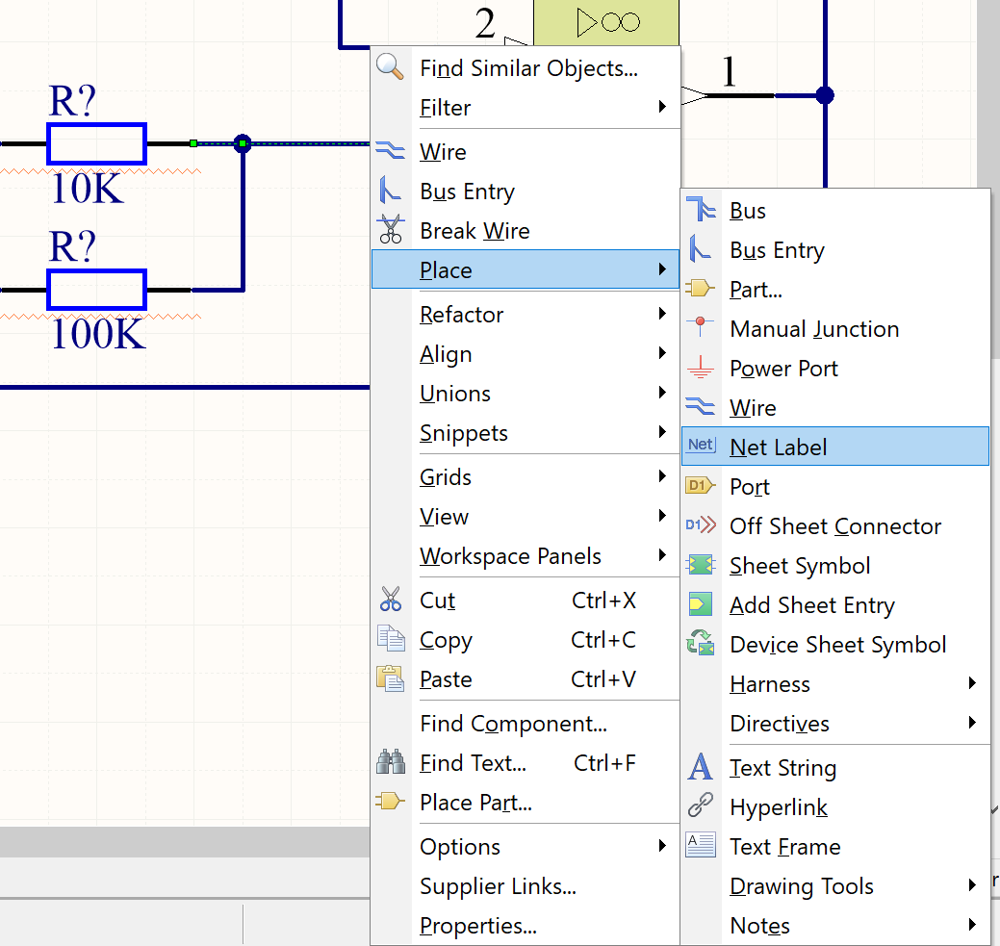 2
1
R?
10K
R?
100K
Find Similar Objects...
Filter
Wire
Bus Entry
Break Wire
Place
Refactor
Align
Unions
Snippets
Grids
View
Workspace Panels
Cut Ctrl+X
Copy Ctrl+C
Paste Ctrl+V
Find Component...
Find Text... Ctrl+F
Place Part...
Options
Supplier Links...
Properties...
Bus
Bus Entry
Part...
Manual Junction
Power Port
Wire
Net Net Label
D1 Port
D1 Off Sheet Connector
Sheet Symbol
Add Sheet Entry
Device Sheet Symbol
Harness
Directives
A Text String
Hyperlink
A Text Frame
Drawing Tools
Notes